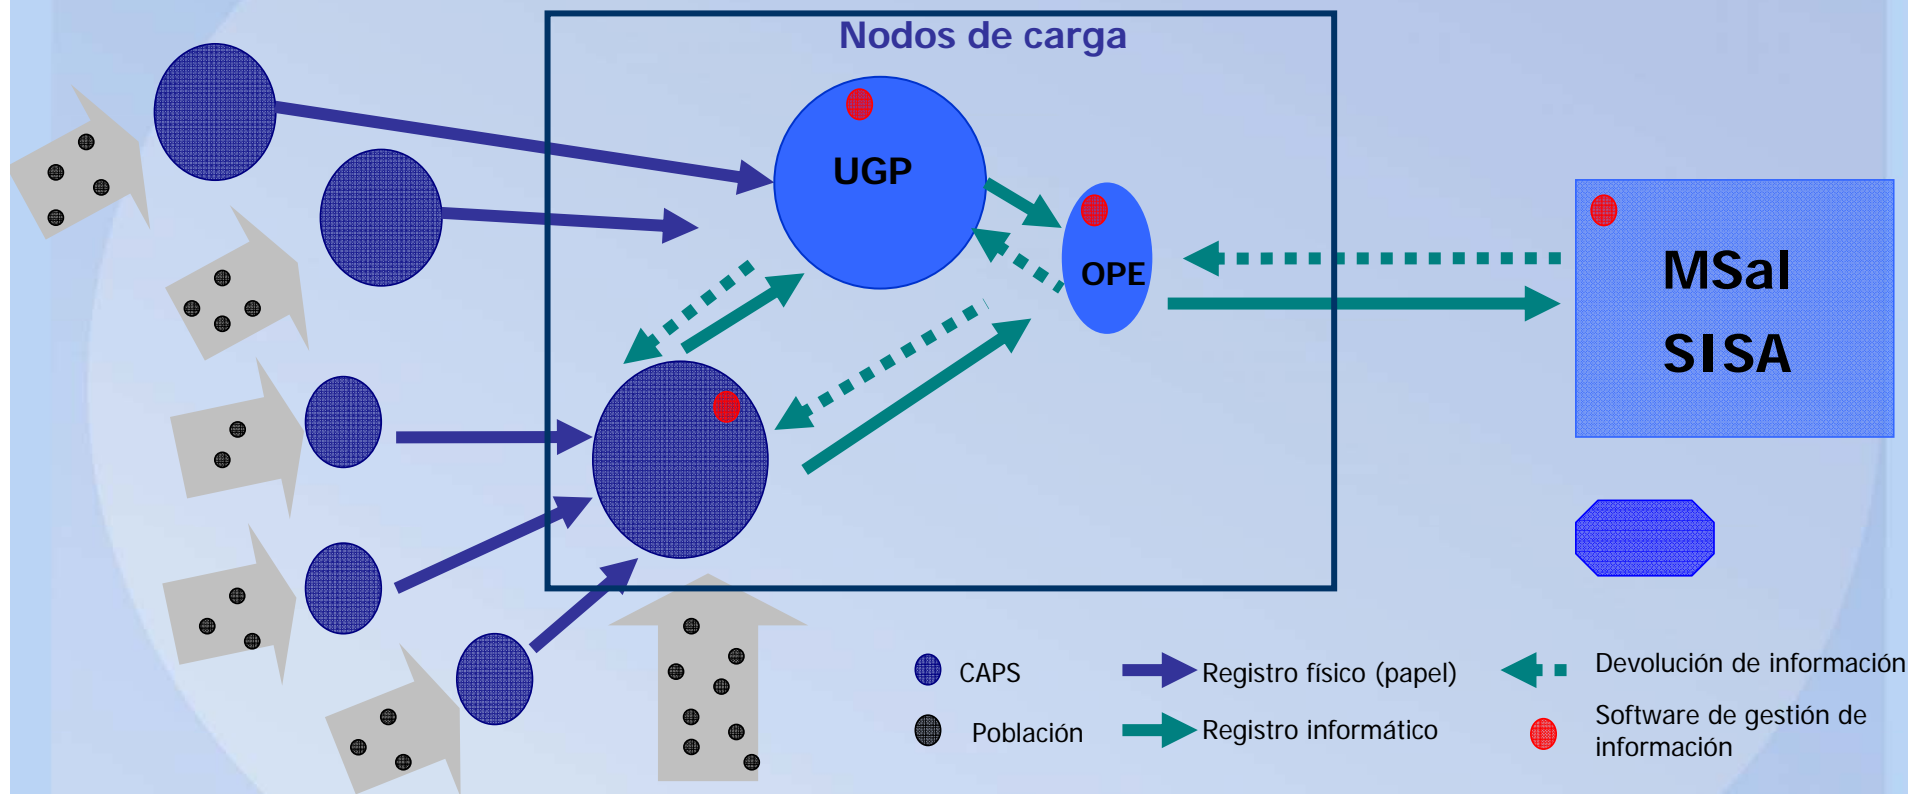 Nodos de carga
UGP
OPE
MSal
SISA
CAPS
Registro físico (papel)
Devolución de información
Población
Registro informático
Software de gestión de
información